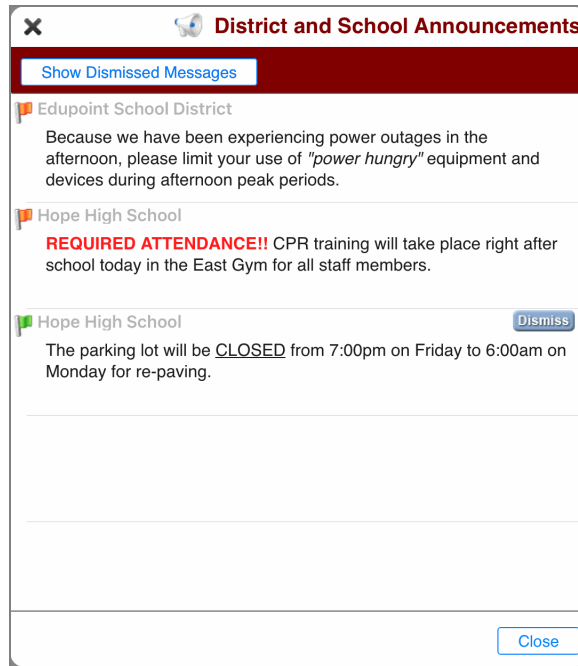 District and School Announcements
Show Dismissed Messages
Edupoint School District
Because we have been experiencing power outages in the
afternoon, please limit your use of "power hungry" equipment and
devices during afternoon peak periods.
Hope High School
REQUIRED ATTENDANCE!! CPR training will take place right after
school today in the East Gym for all staff members.
Hope High School
Dismiss
The parking lot will be CLOSED from 7:00pm on Friday to 6:00am on
Monday for re-paving.
Close